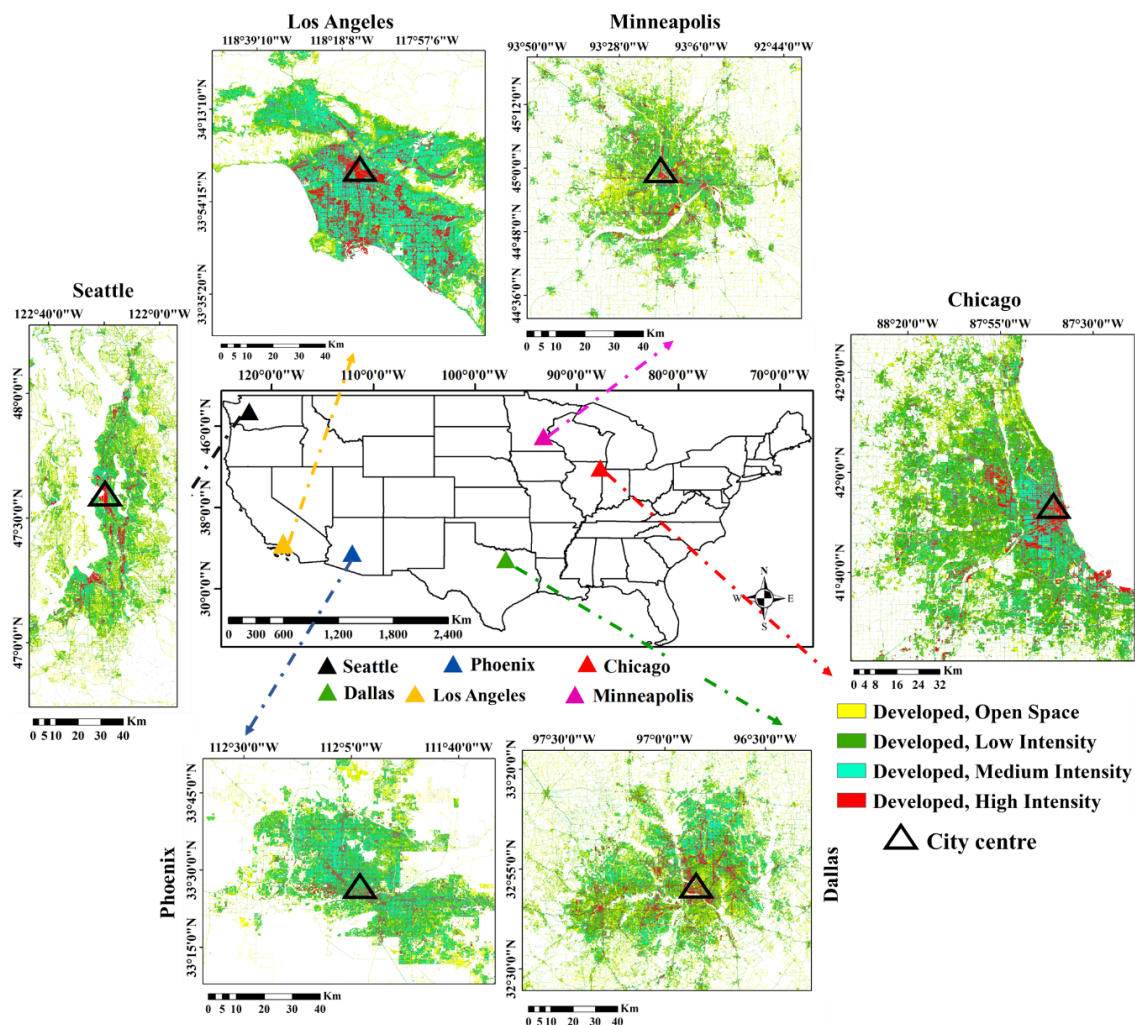 Los Angeles
118°39'10"W 118°18'8"W 117°57'6"W
34°13'10"N
33°54'15"N
33°35'20"N
Km
0 5 10 20 30 40
Minneapolis
93°50'0"W 93°28'0"W 93°6'0"W 92°44'0"W
45°12'0"N
45°0'0"N
44°48'0"N
44°36'0"N
Km
0 5 10 20 30 40
Seattle
122°40'0"W 122°0'0"W
48°0'0"N
47°30'0"N
47°0'0"N
Km
0 5 10 20 30 40
120°0'0"W 110°0'0"W 100°0'0"W 90°0'0"W 80°0'0"W 70°0'0"W
46°0'0"N
38°0'0"N
30°0'0"N
N
W E
S
Km
0 300 600 1,200 1,800 2,400
Seattle Phoenix Chicago
Dallas Los Angeles Minneapolis
Chicago
88°20'0"W 87°55'0"W 87°30'0"W
42°20'0"N
42°0'0"N
41°40'0"N
Km
0 4 8 16 24 32
Developed, Open Space
Developed, Low Intensity
Developed, Medium Intensity
Developed, High Intensity
City centre
Phoenix
112°30'0"W 112°5'0"W 111°40'0"W
33°45'0"N
33°30'0"N
33°15'0"N
Km
0 5 10 20 30 40
Dallas
97°30'0"W 97°0'0"W 96°30'0"W
33°20'0"N
32°55'0"N
32°30'0"N
Km
0 5 10 20 30 40